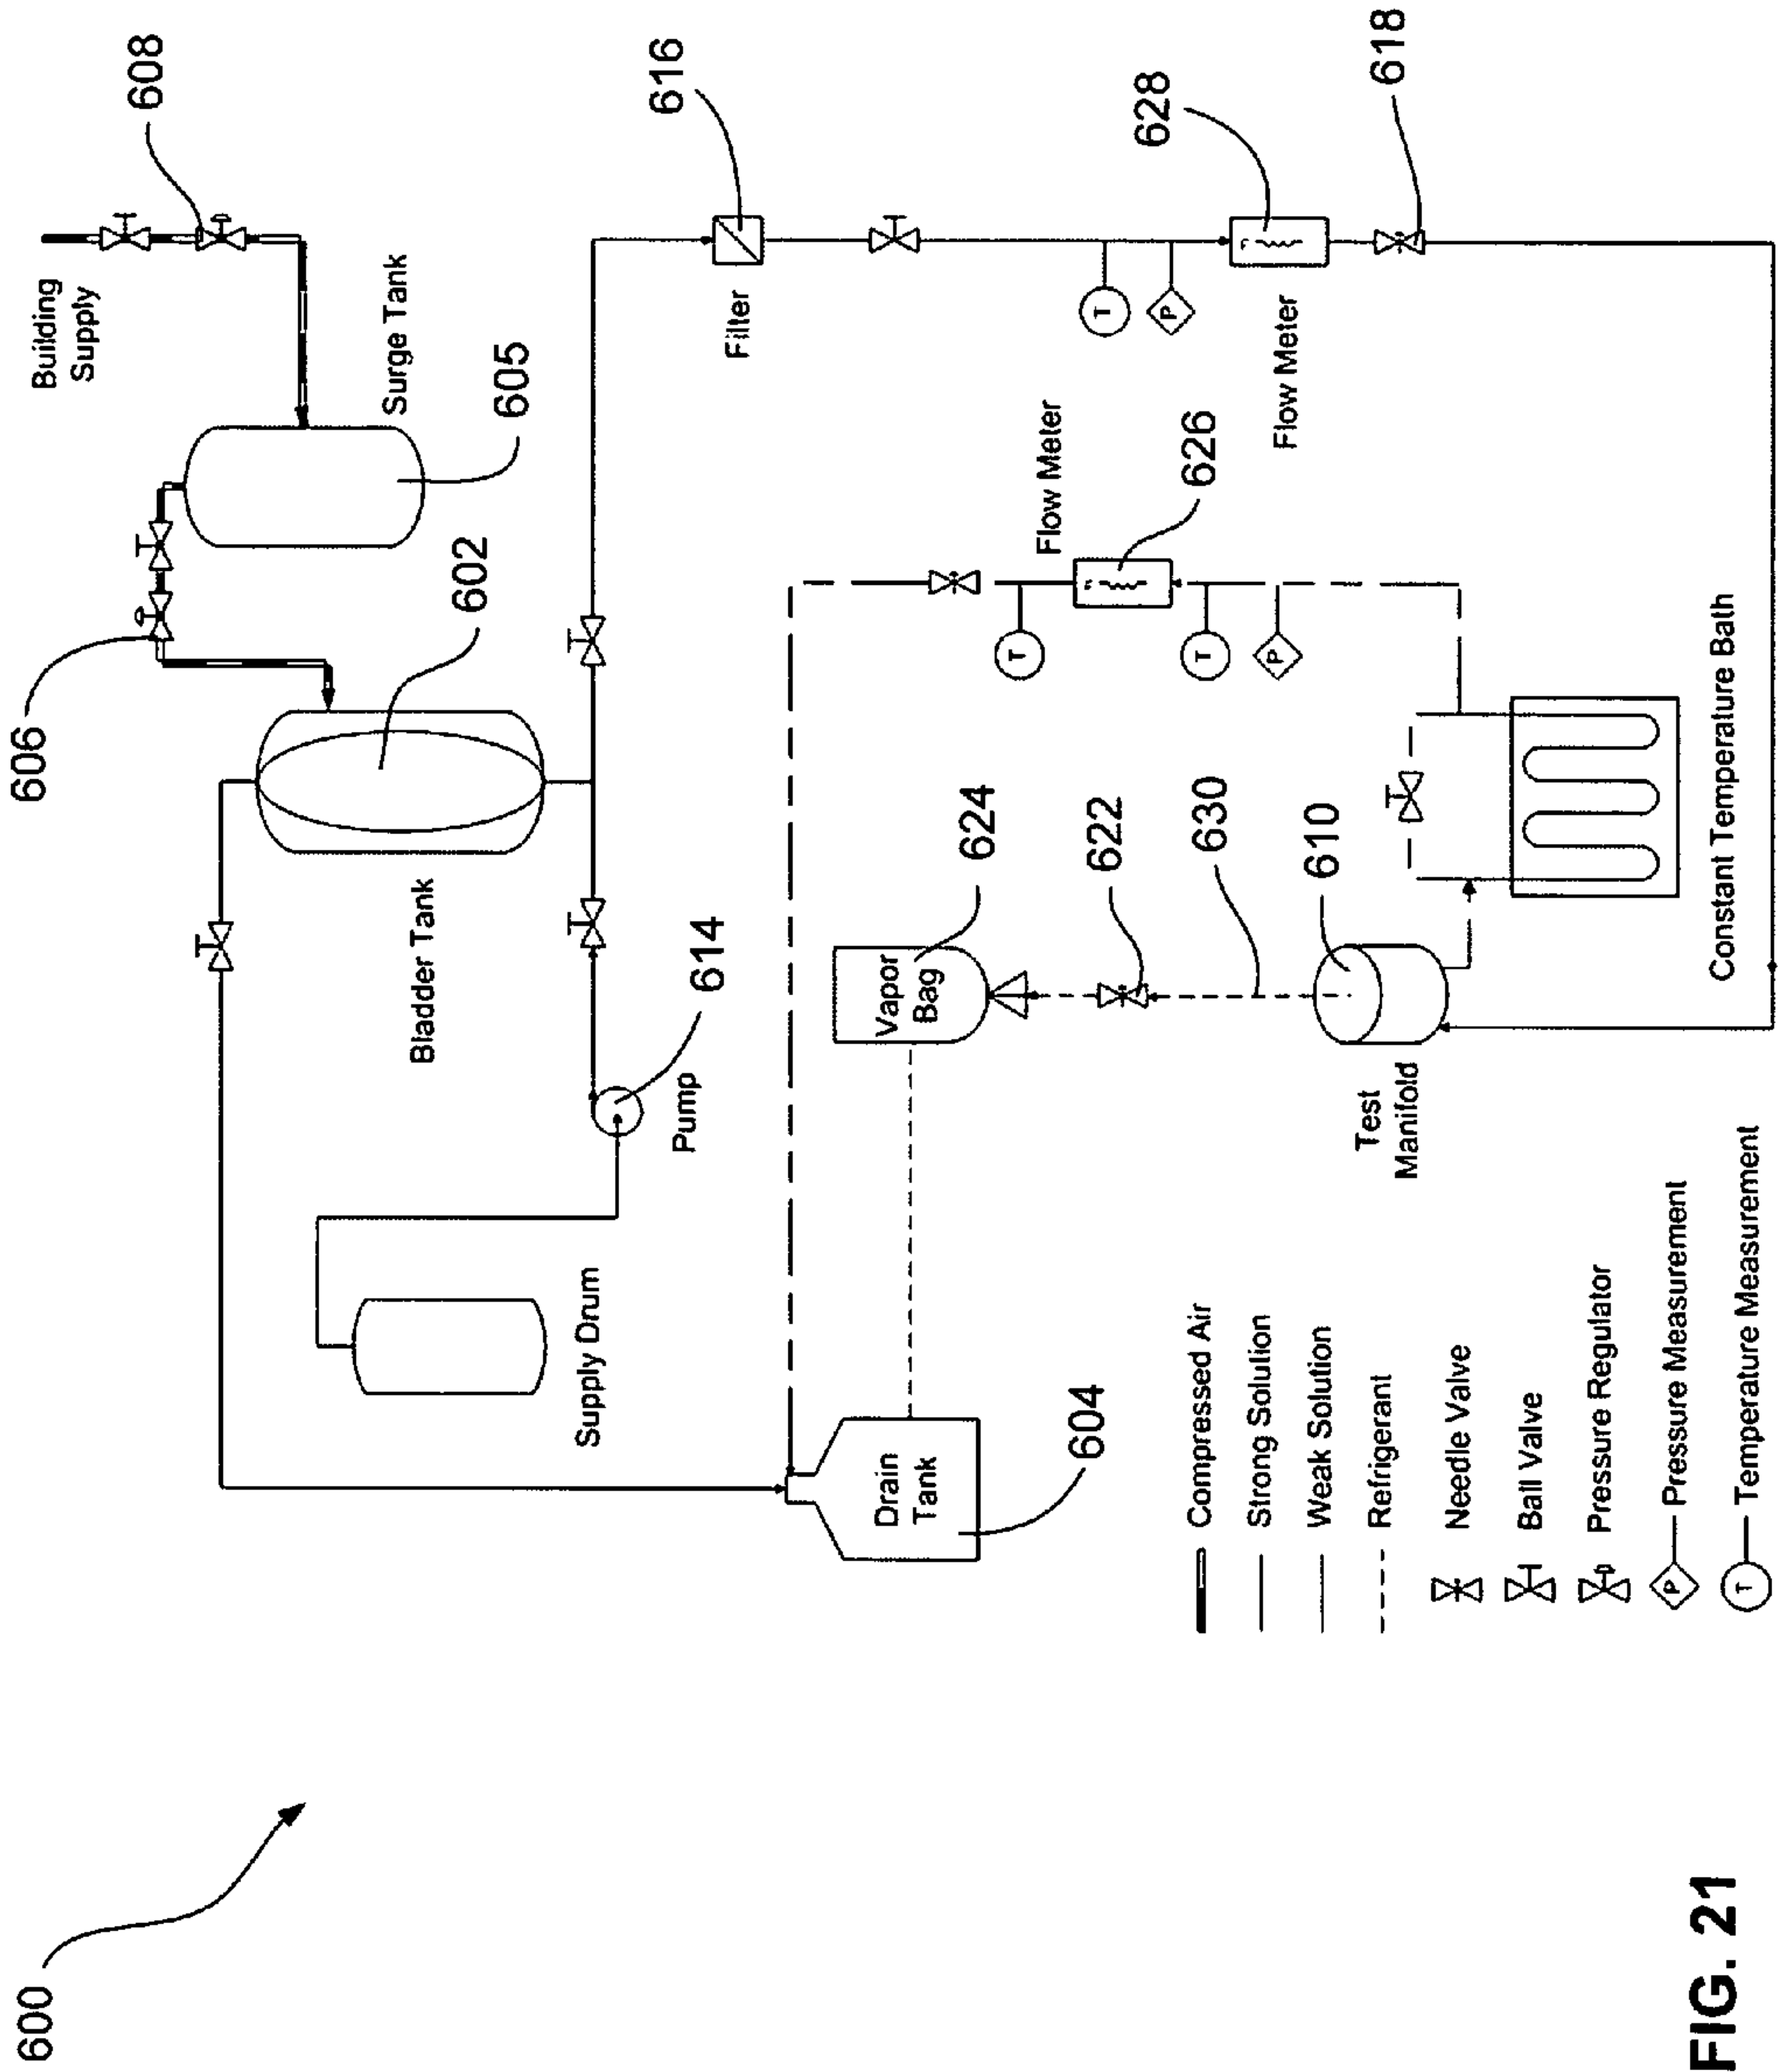 600
606
608
Building
Supply
Surge Tank
605
602
Bladder Tank
614
Pump
Supply Drum
616
Filter
T
P
F
628
Flow Meter
618
Flow Meter
626
F
T
T
P
Vapor
Bag
624
622
630
610
Test
Manifold
Constant Temperature Bath
Drain
Tank
604
Compressed Air
Strong Solution
Weak Solution
Refrigerant
Needle Valve
Ball Valve
Pressure Regulator
P
Pressure Measurement
T
Temperature Measurement
FIG. 21